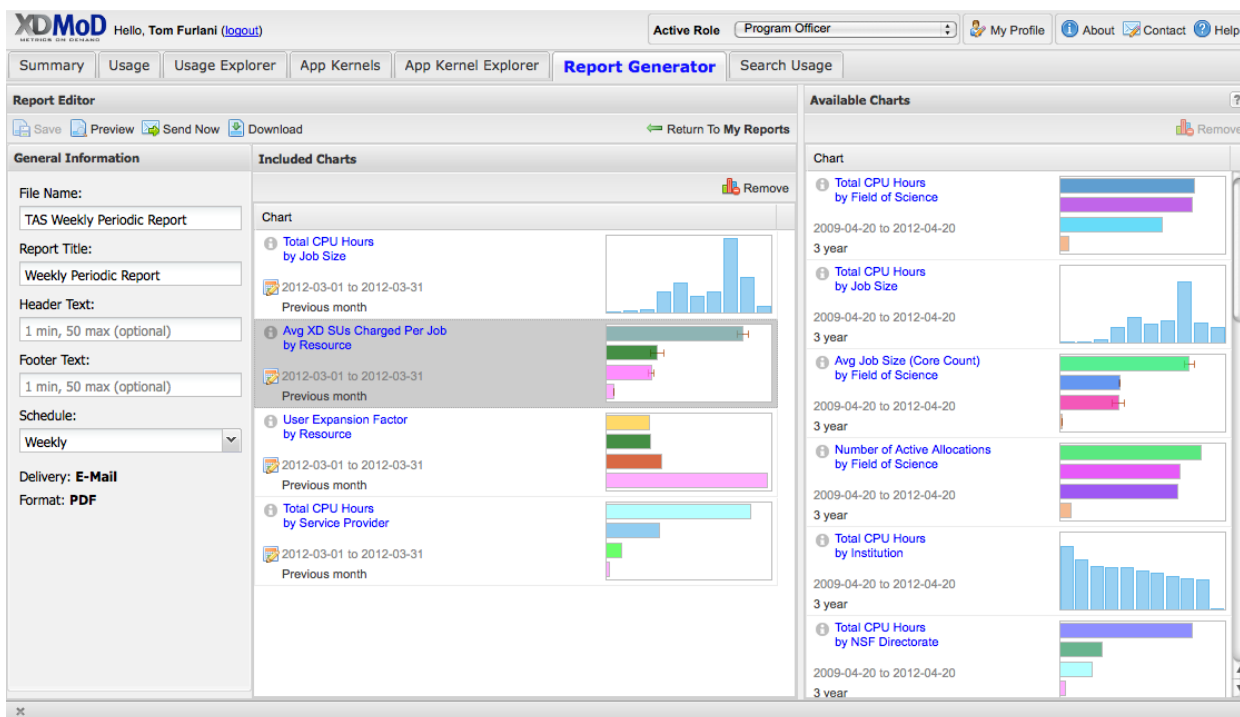 XDMoD
METRICS ON DEMAND
Hello, Tom Furlani (logout)
Active Role
Program Officer
My Profile
About
Contact
Help
Summary
Usage
Usage Explorer
App Kernels
App Kernel Explorer
Report Generator
Search Usage
Report Editor
Save
Preview
Send Now
Download
Return To My Reports
General Information
File Name:
TAS Weekly Periodic Report
Report Title:
Weekly Periodic Report
Header Text:
1 min, 50 max (optional)
Footer Text:
1 min, 50 max (optional)
Schedule:
Weekly
Delivery: E-Mail
Format: PDF
Included Charts
Remove
Chart
Total CPU Hours
by Job Size
2012-03-01 to 2012-03-31
Previous month
Avg XD SUs Charged Per Job
by Resource
2012-03-01 to 2012-03-31
Previous month
User Expansion Factor
by Resource
2012-03-01 to 2012-03-31
Previous month
Total CPU Hours
by Service Provider
2012-03-01 to 2012-03-31
Previous month
Available Charts
?
Remove
Chart
Total CPU Hours
by Field of Science
2009-04-20 to 2012-04-20
3 year
Total CPU Hours
by Job Size
2009-04-20 to 2012-04-20
3 year
Avg Job Size (Core Count)
by Field of Science
2009-04-20 to 2012-04-20
3 year
Number of Active Allocations
by Field of Science
2009-04-20 to 2012-04-20
3 year
Total CPU Hours
by Institution
2009-04-20 to 2012-04-20
3 year
Total CPU Hours
by NSF Directorate
2009-04-20 to 2012-04-20
3 year